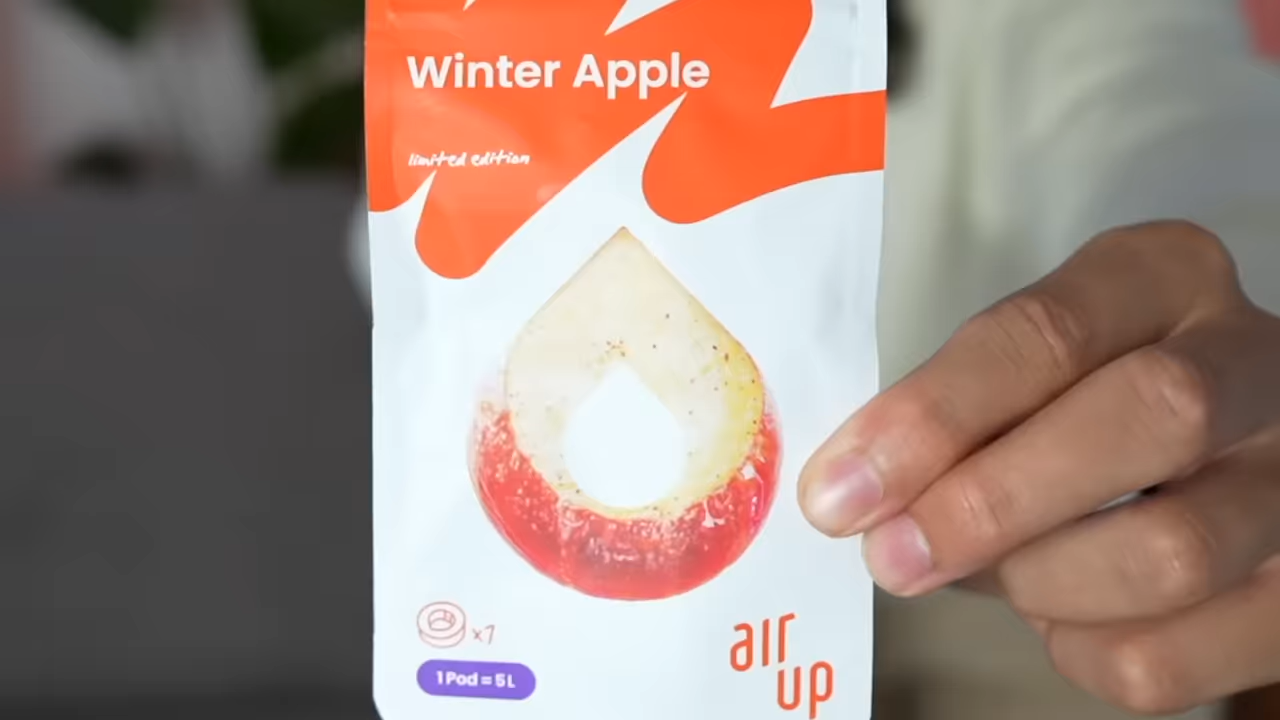 Winter Apple
limited edition
x7
1 Pod = 5L
air
up